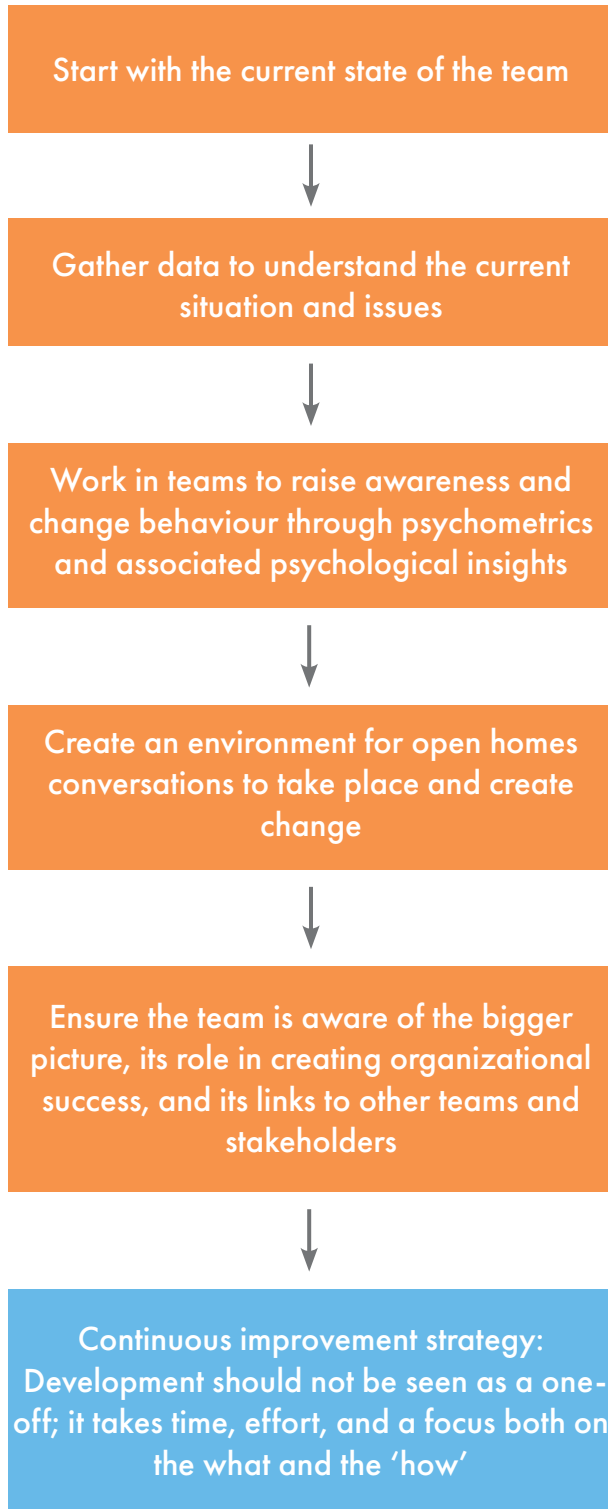 Start with the current state of the team
Gather data to understand the current
situation and issues
Work in teams to raise awareness and
change behaviour through psychometrics
and associated psychological insights
Create an environment for open homes
conversations to take place and create
change
Ensure the team is aware of the bigger
picture, its role in creating organizational
success, and its links to other teams and
stakeholders
Continuous improvement strategy:
Development should not be seen as a one-
off; it takes time, effort, and a focus both on
the what and the ‘how’